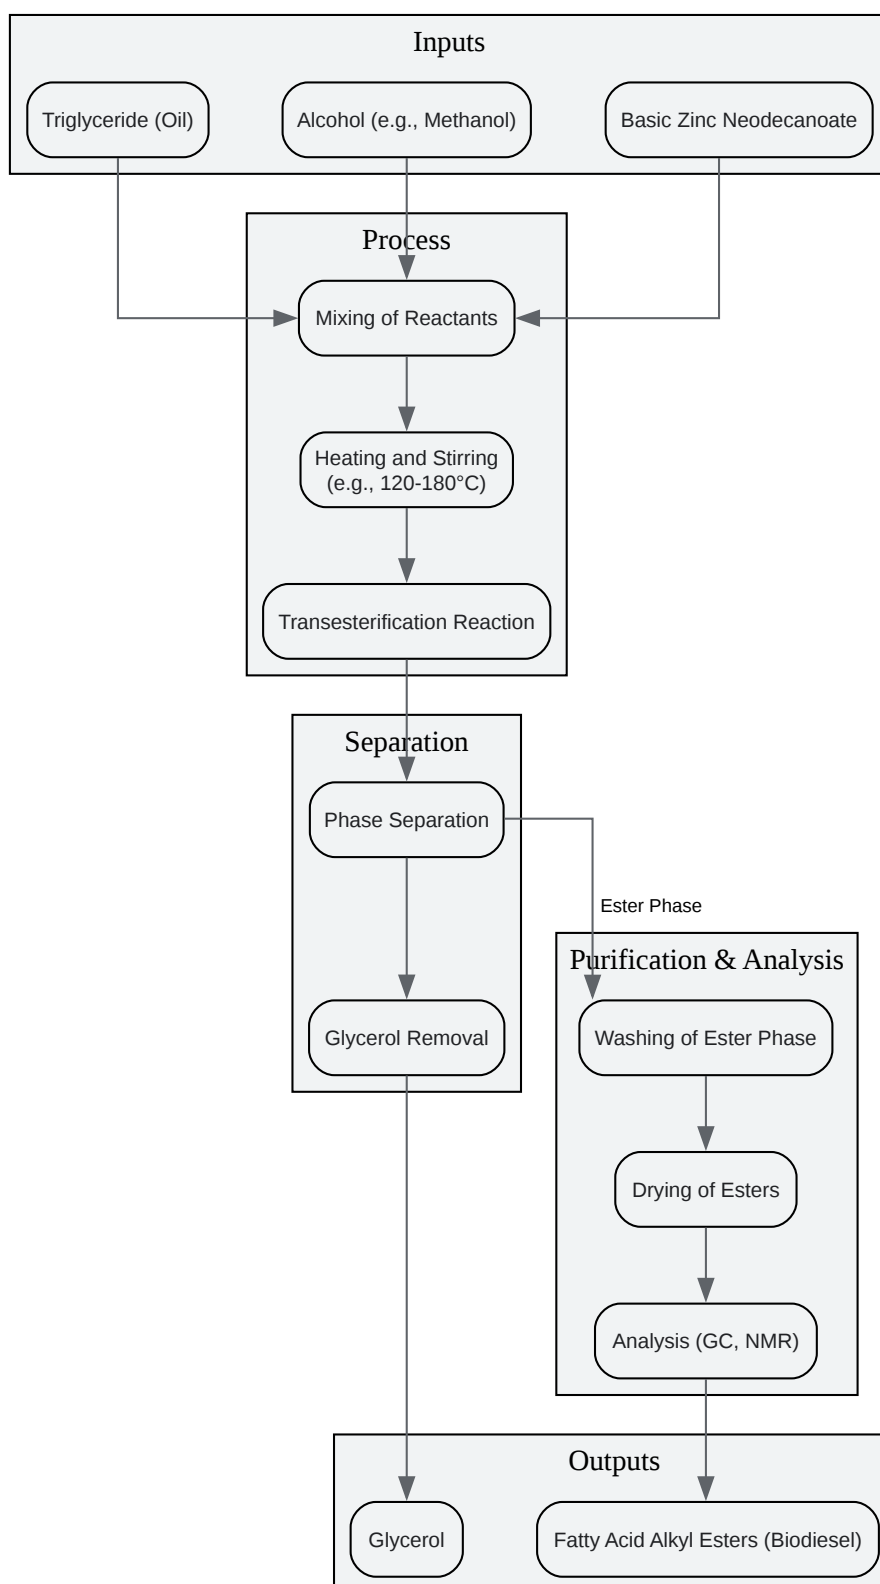 Inputs
Triglyceride (Oil)
Alcohol (e.g., Methanol)
Basic Zinc Neodecanoate
Process
Mixing of Reactants
Heating and Stirring
(e.g., 120-180°C)
Transesterification Reaction
Separation
Phase Separation
Ester Phase
Purification & Analysis
Glycerol Removal
Washing of Ester Phase
Drying of Esters
Analysis (GC, NMR)
Outputs
Glycerol
Fatty Acid Alkyl Esters (Biodiesel)